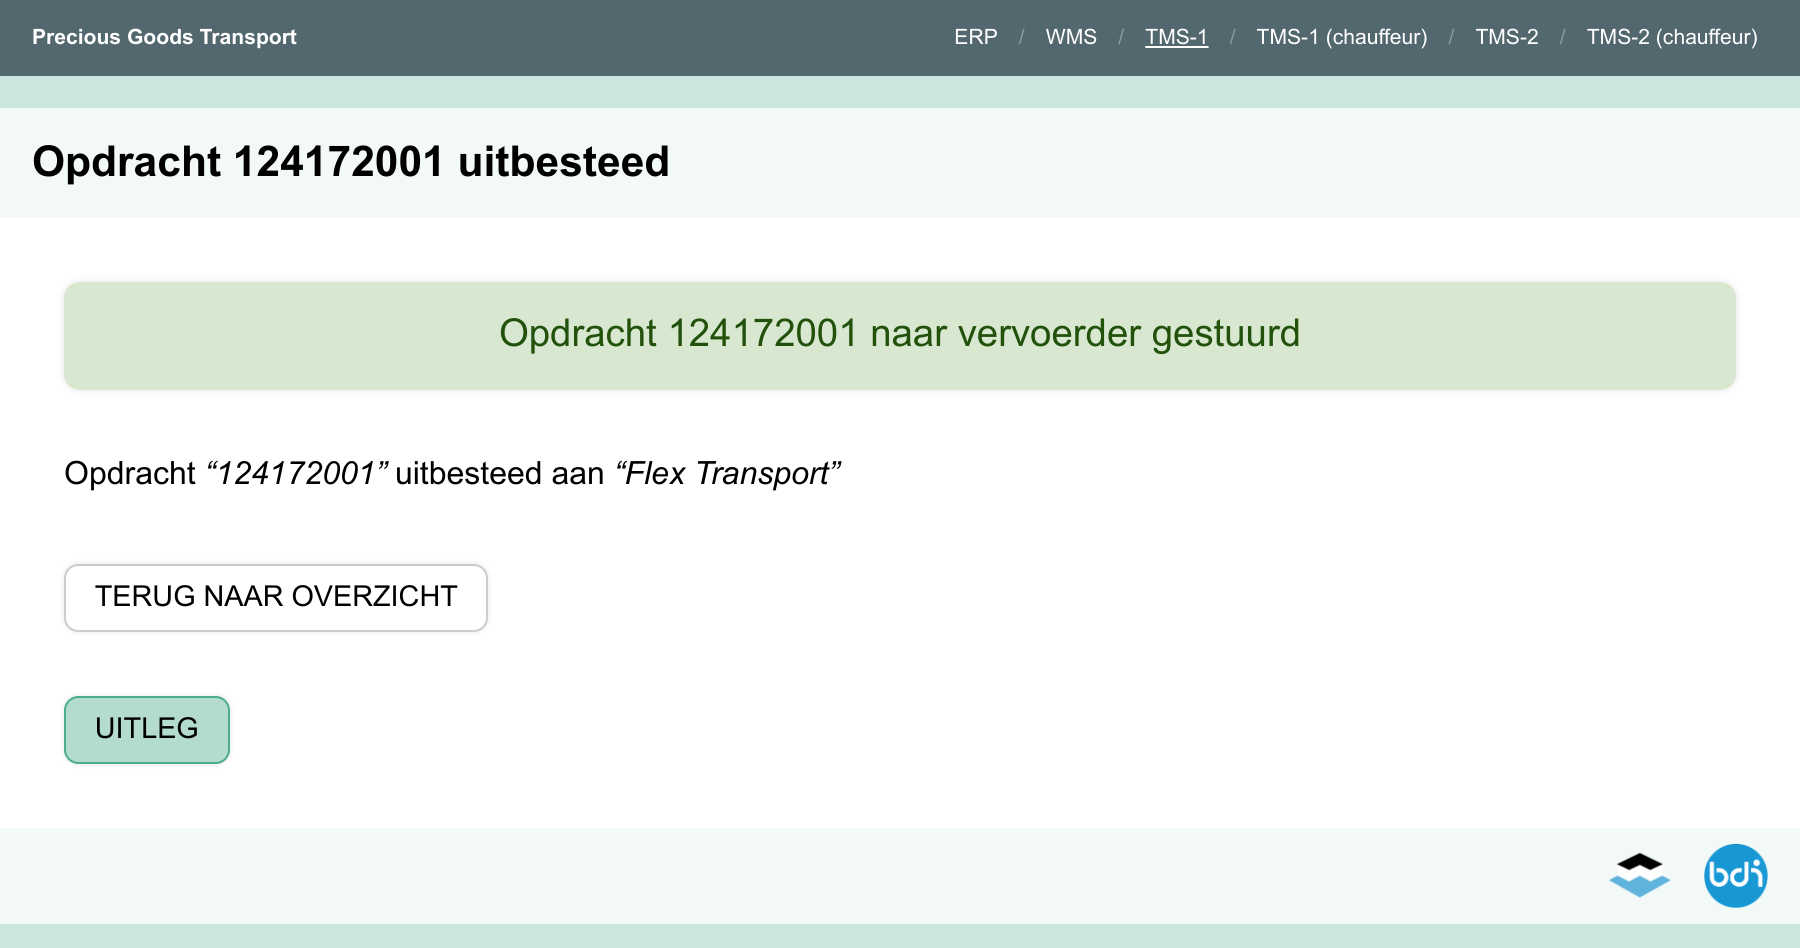 Precious Goods Transport
ERP / WMS / TMS-1 / TMS-1 (chauffeur) / TMS-2 / TMS-2 (chauffeur)
Opdracht 124172001 uitbesteed
Opdracht 124172001 naar vervoerder gestuurd
Opdracht “124172001” uitbesteed aan “Flex Transport”
TERUG NAAR OVERZICHT
UITLEG
bdi